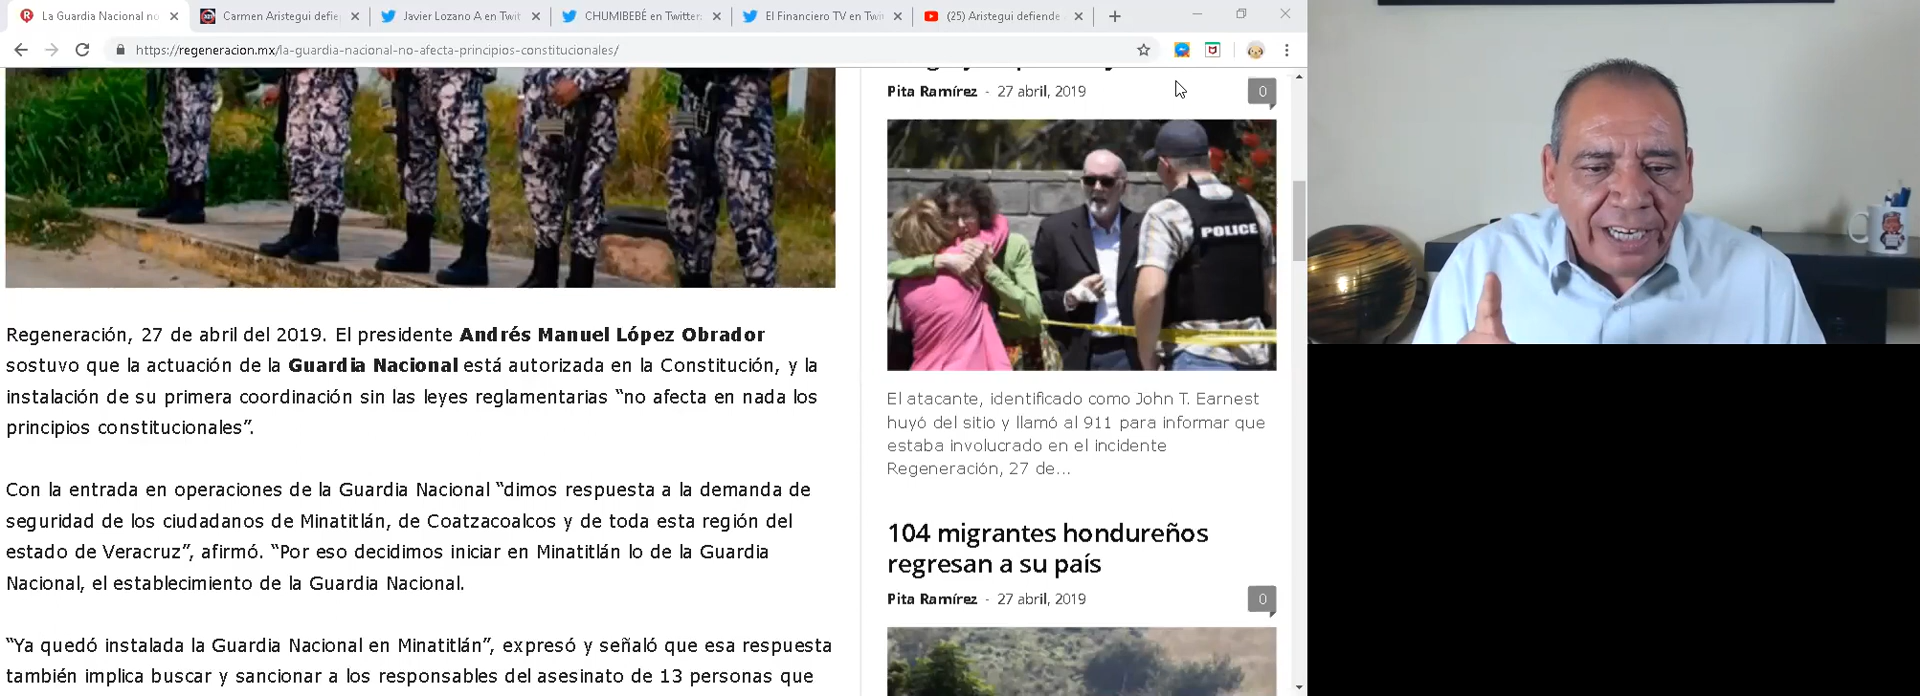 La Guardia Nacional no
Carmen Aristegui defie
Javier Lozano A en Twit
CHUMIBEBÉ en Twitter:
El Financiero TV en Twi
(25) Aristegui defiende
https://regeneracion.mx/la-guardia-nacional-no-afecta-principios-constitucionales/
Regeneración, 27 de abril del 2019. El presidente Andrés Manuel López Obrador
sostuvo que la actuación de la Guardia Nacional está autorizada en la Constitución, y la
instalación de su primera coordinación sin las leyes reglamentarias “no afecta en nada los
principios constitucionales”.
Con la entrada en operaciones de la Guardia Nacional “dimos respuesta a la demanda de
seguridad de los ciudadanos de Minatitlán, de Coatzacoalcos y de toda esta región del
estado de Veracruz”, afirmó. “Por eso decidimos iniciar en Minatitlán lo de la Guardia
Nacional, el establecimiento de la Guardia Nacional.
“Ya quedó instalada la Guardia Nacional en Minatitlán”, expresó y señaló que esa respuesta
también implica buscar y sancionar a los responsables del asesinato de 13 personas que
Pita Ramírez - 27 abril, 2019
0
POLICE
El atacante, identificado como John T. Earnest
huyó del sitio y llamó al 911 para informar que
estaba involucrado en el incidente
Regeneración, 27 de...
104 migrantes hondureños
regresan a su país
Pita Ramírez - 27 abril, 2019
0